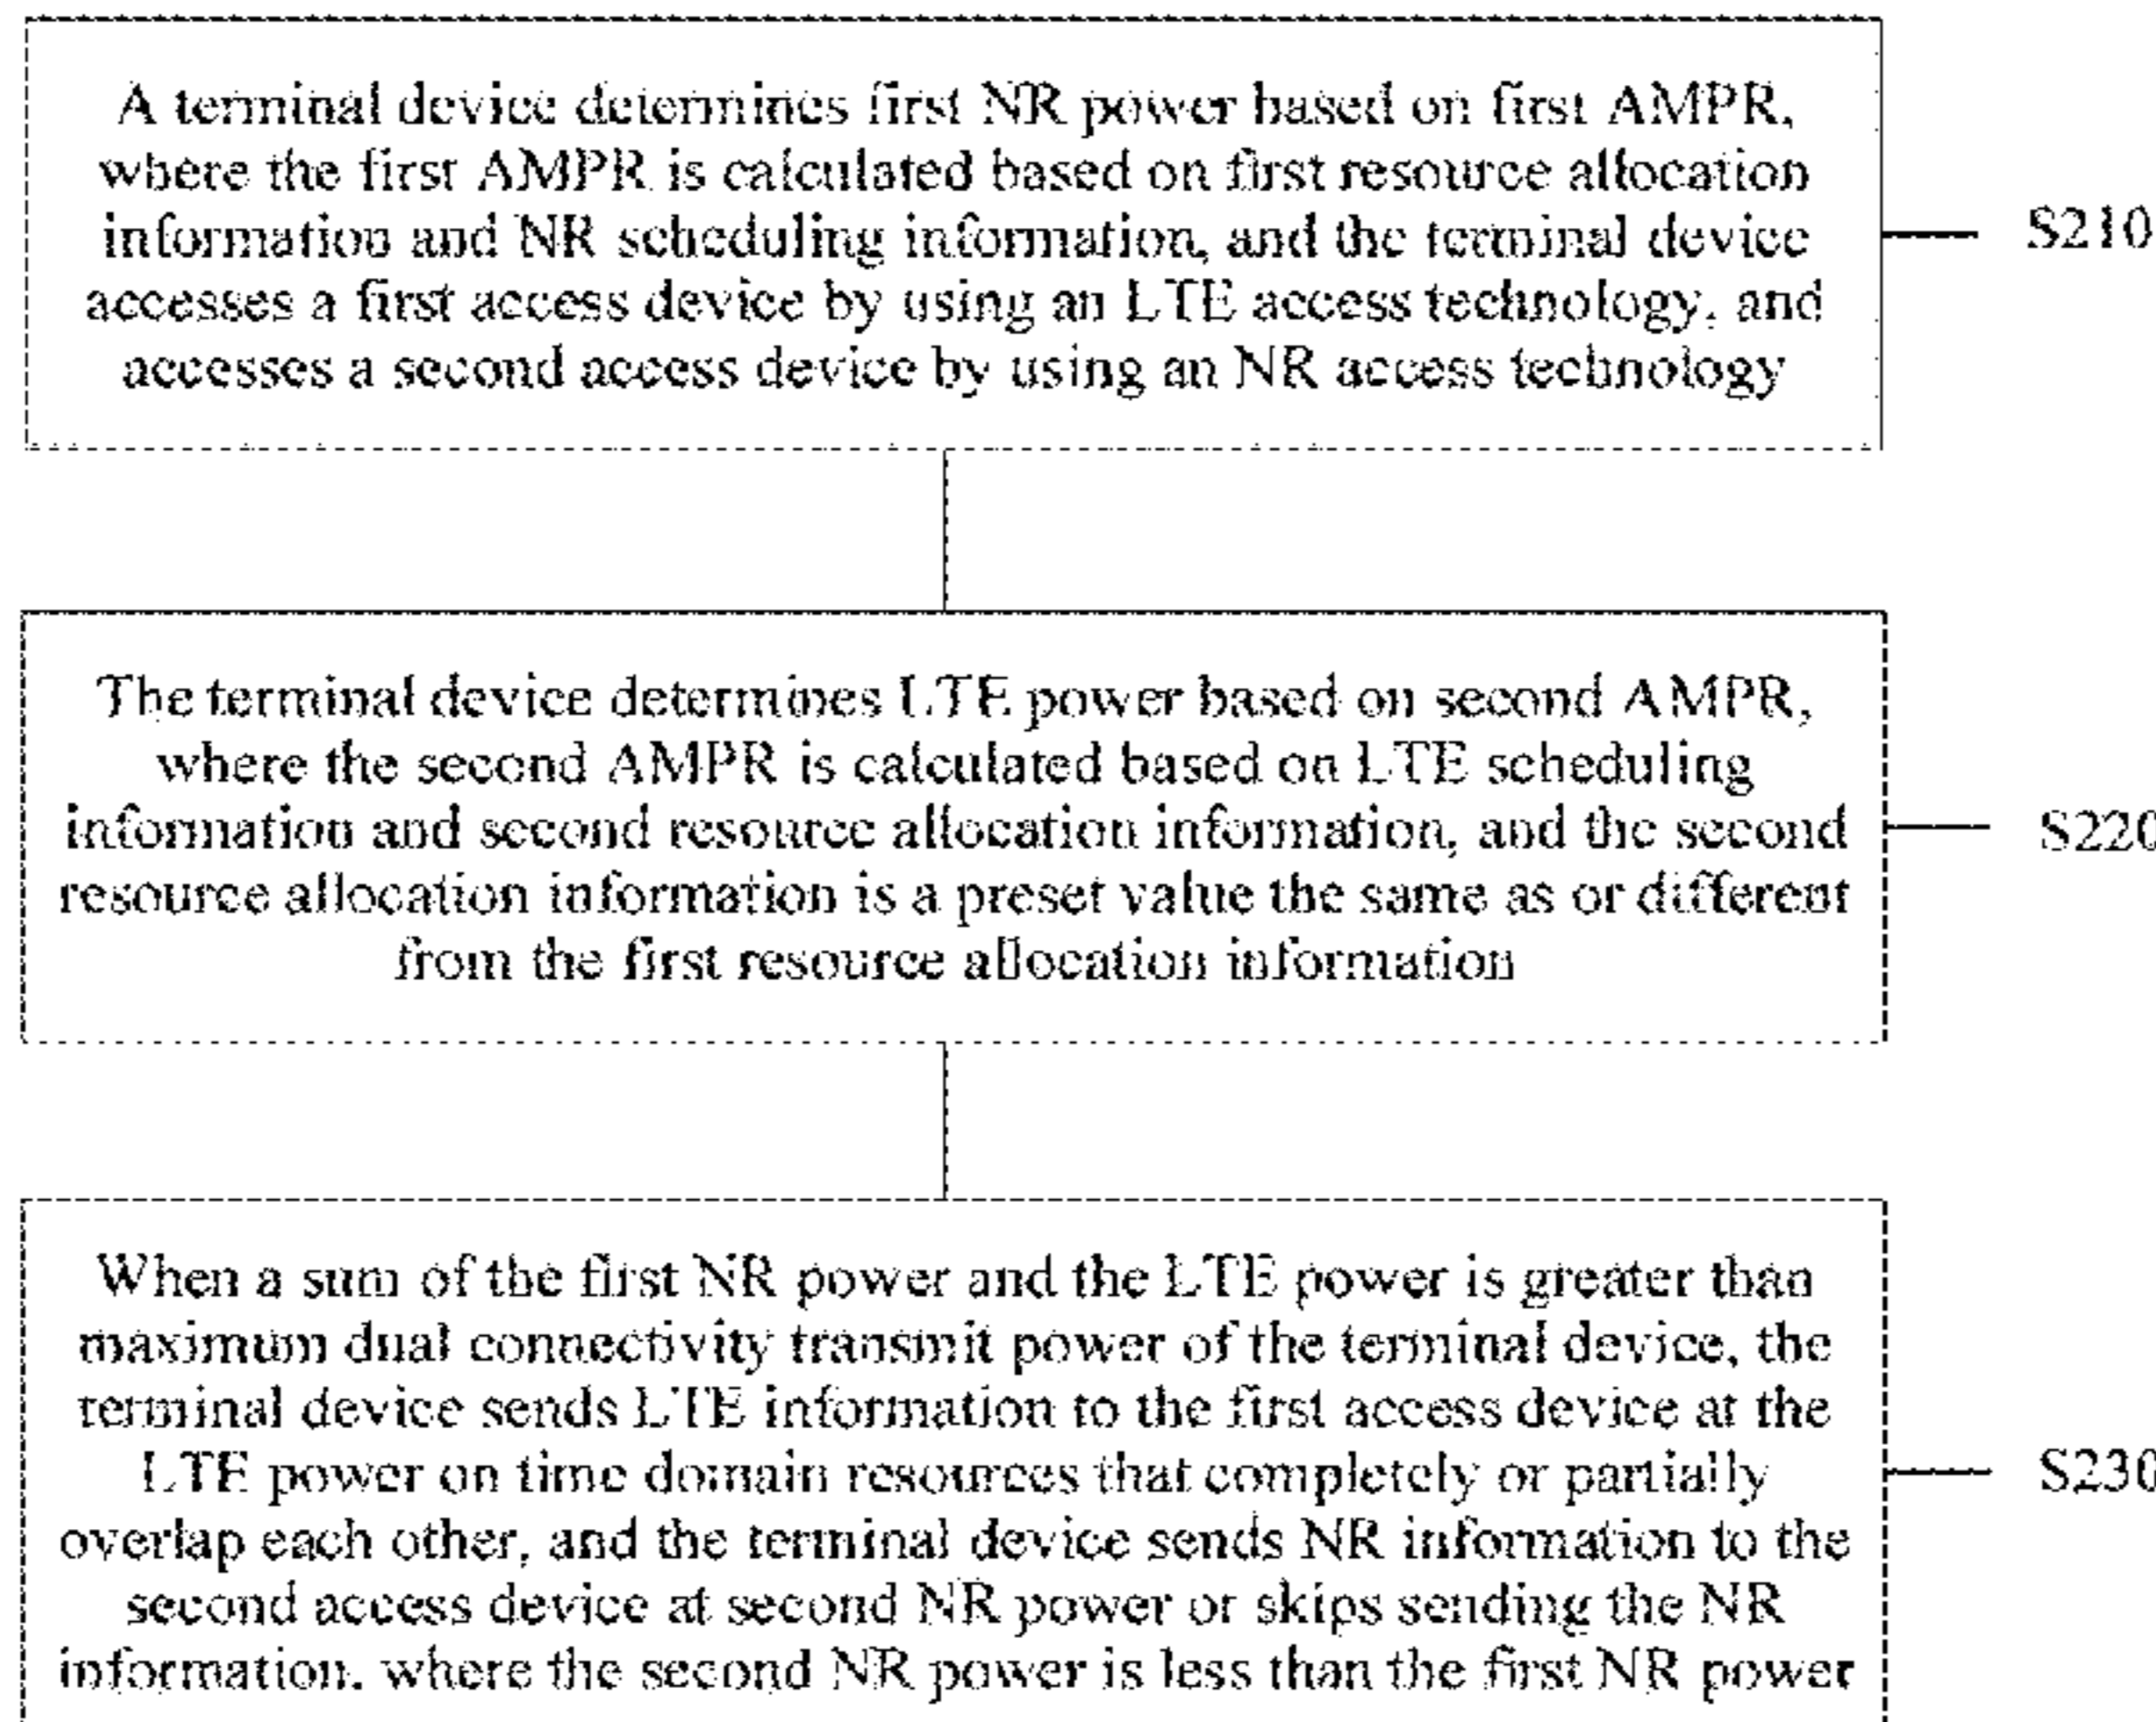 A terminal device determines first NR power based on first AMPR,
where the first AMPR is calculated based on first resource allocation
information and NR scheduling information, and the terminal device
accesses a first access device by using an LTE access technology, and
accesses a second access device by using an NR access technology
S210
The terminal device determines LTE power based on second AMPR,
where the second AMPR is calculated based on LTE scheduling
information and second resource allocation information, and the second
resource allocation information is a preset value the same as or different
from the first resource allocation information
S220
When a sum of the first NR power and the LTE power is greater than
maximum dual connectivity transmit power of the terminal device, the
terminal device sends LTE information to the first access device at the
LTE power on time domain resources that completely or partially
overlap each other, and the terminal device sends NR information to the
second access device at second NR power or skips sending the NR
information, where the second NR power is less than the first NR power
S230